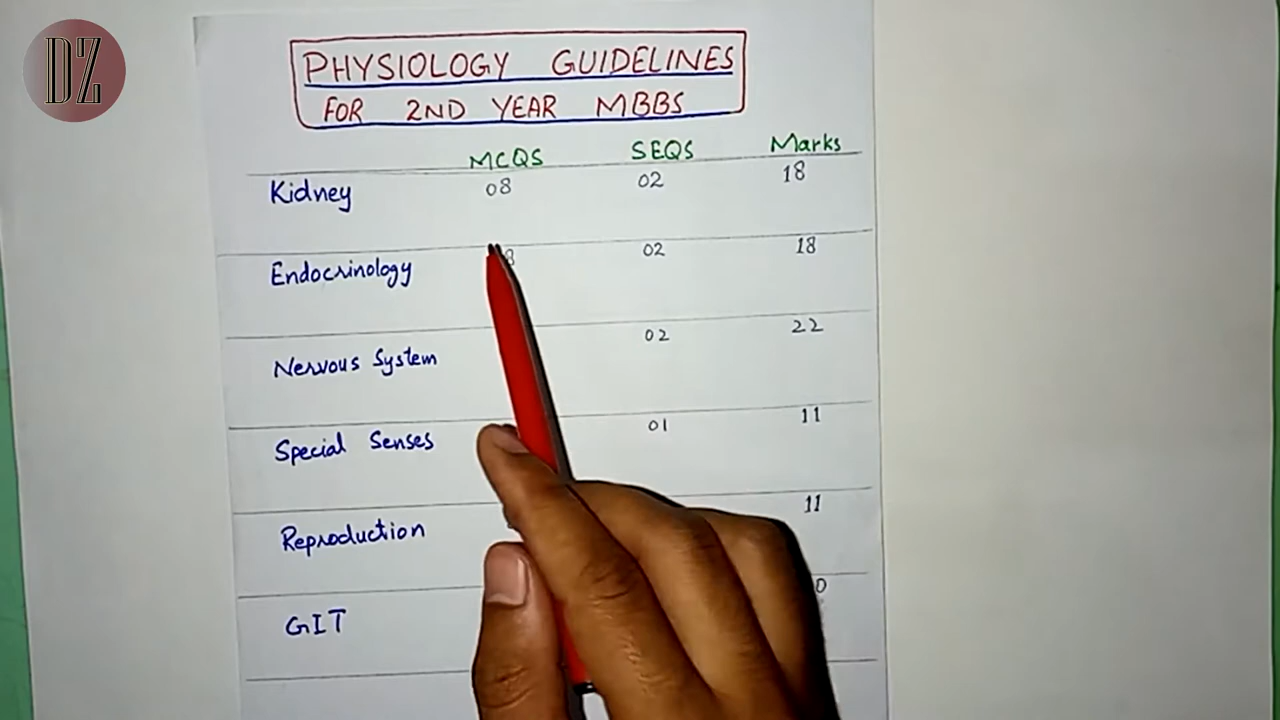 DZ
PHYSIOLOGY GUIDELINES
FOR 2ND YEAR MBBS
MCQS SEQS Marks
Kidney 08 02 18
Endocrinology 02 18
Nervous System 02 22
Special Senses 01 11
Reproduction 11
GIT